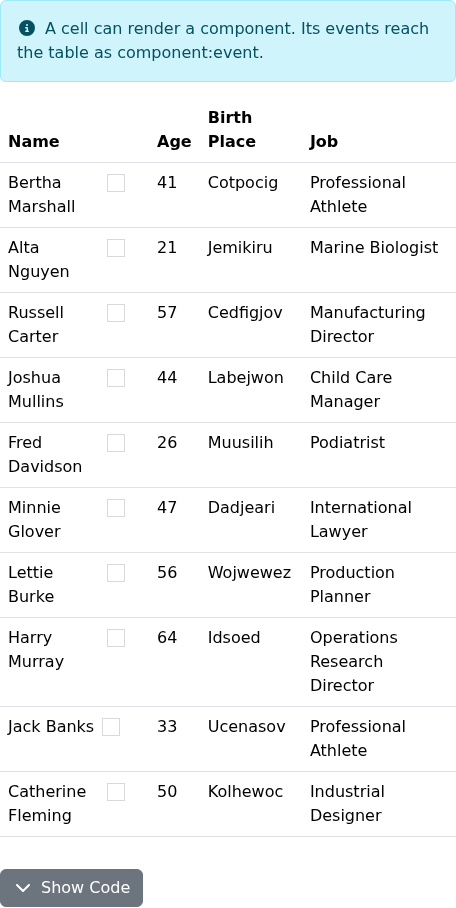 A cell can render a component. Its events reach
the table as component:event.
Name Age Birth Place Job
Bertha Marshall 41 Cotpocig Professional Athlete
Alta Nguyen 21 Jemikiru Marine Biologist
Russell Carter 57 Cedfigjov Manufacturing Director
Joshua Mullins 44 Labejwon Child Care Manager
Fred Davidson 26 Muusilih Podiatrist
Minnie Glover 47 Dadjeari International Lawyer
Lettie Burke 56 Wojwewez Production Planner
Harry Murray 64 Idsoed Operations Research Director
Jack Banks 33 Ucenasov Professional Athlete
Catherine Fleming 50 Kolhewoc Industrial Designer
Show Code